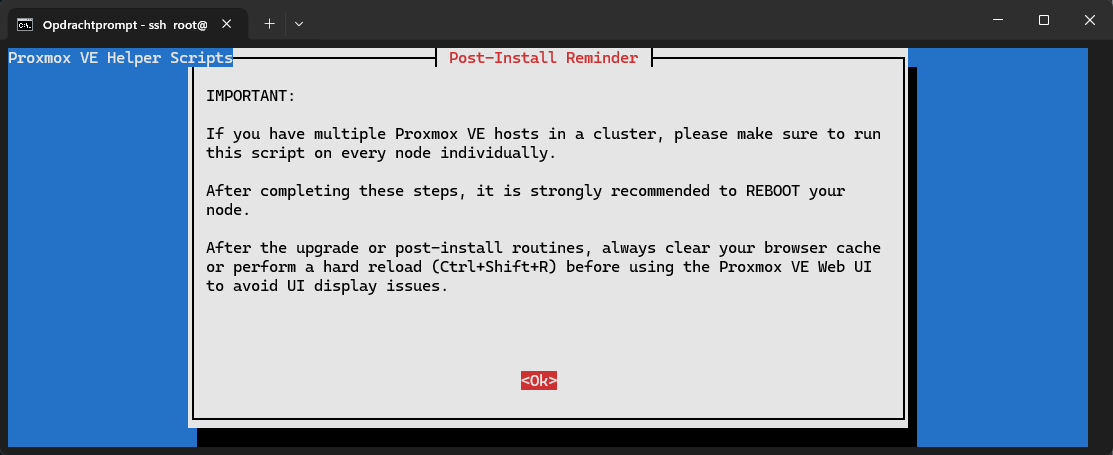 Opdrachtprompt - ssh root@
Proxmox VE Helper Scripts
Post-Install Reminder
IMPORTANT:
If you have multiple Proxmox VE hosts in a cluster, please make sure to run
this script on every node individually.
After completing these steps, it is strongly recommended to REBOOT your
node.
After the upgrade or post-install routines, always clear your browser cache
or perform a hard reload (Ctrl+Shift+R) before using the Proxmox VE Web UI
to avoid UI display issues.
<Ok>